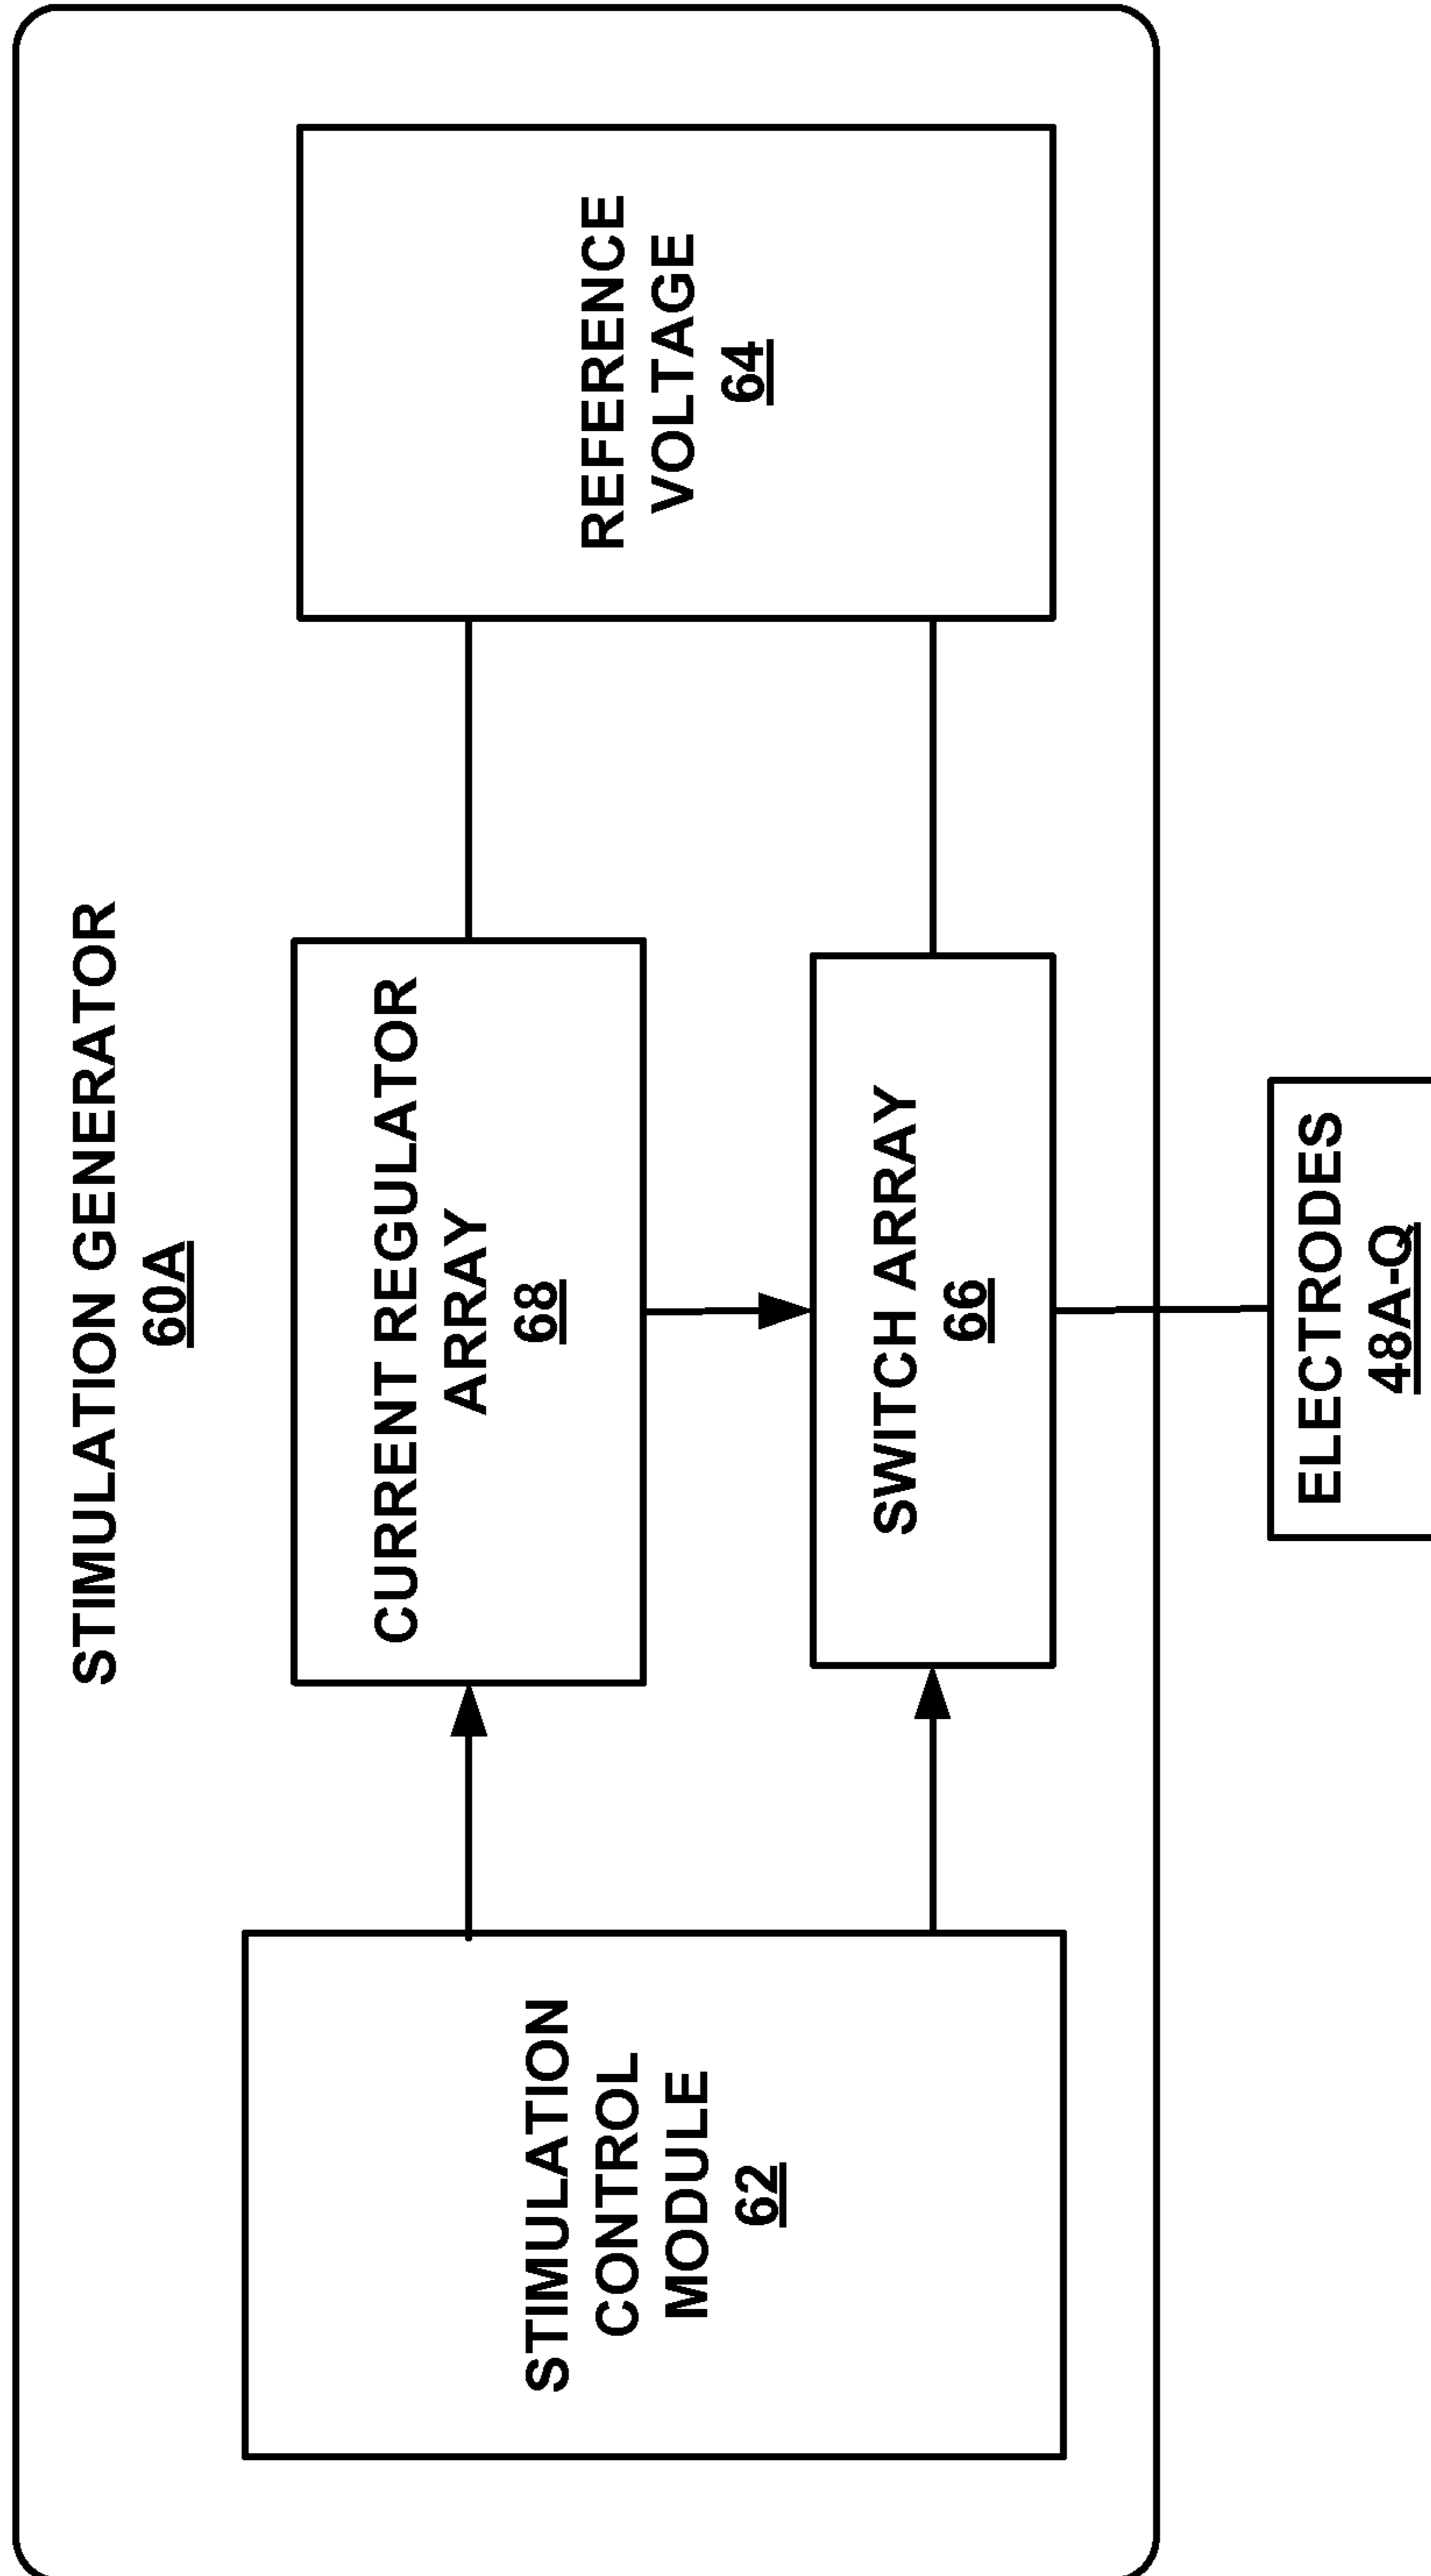 STIMULATION GENERATOR
60A
STIMULATION
CONTROL
MODULE
62
CURRENT REGULATOR
ARRAY
68
SWITCH ARRAY
66
REFERENCE
VOLTAGE
64
ELECTRODES
48A-Q